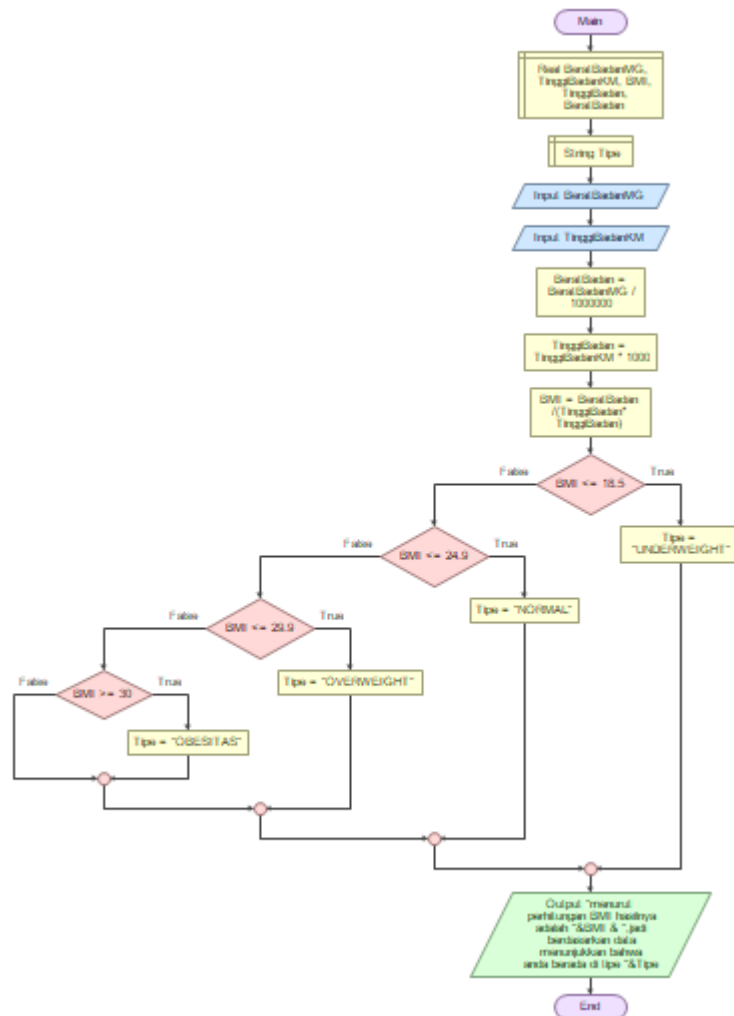 Main
Real BeratBadanMG,
TinggiBadanKM, BMI,
TinggiBadan,
BeratBadan
String Tipe
Input BeratBadanMG
Input TinggiBadanKM
BeratBadan =
BeratBadanMG /
1000000
TinggiBadan =
TinggiBadanKM * 1000
BMI = BeratBadan
/(TinggiBadan*
TinggiBadan)
False
BMI <= 18.5
True
False
BMI <= 24.9
True
Tipe =
"UNDERWEIGHT"
False
BMI <= 29.9
True
Tipe = "NORMAL"
False
BMI >= 30
True
Tipe = "OVERWEIGHT"
Tipe = "OBESITAS"
Output "menurut
perhitungan BMI hasilnya
adalah "&BMI & ",jadi
berdasarkan data
menunjukkan bahwa
anda berada di tipe "&Tipe
End